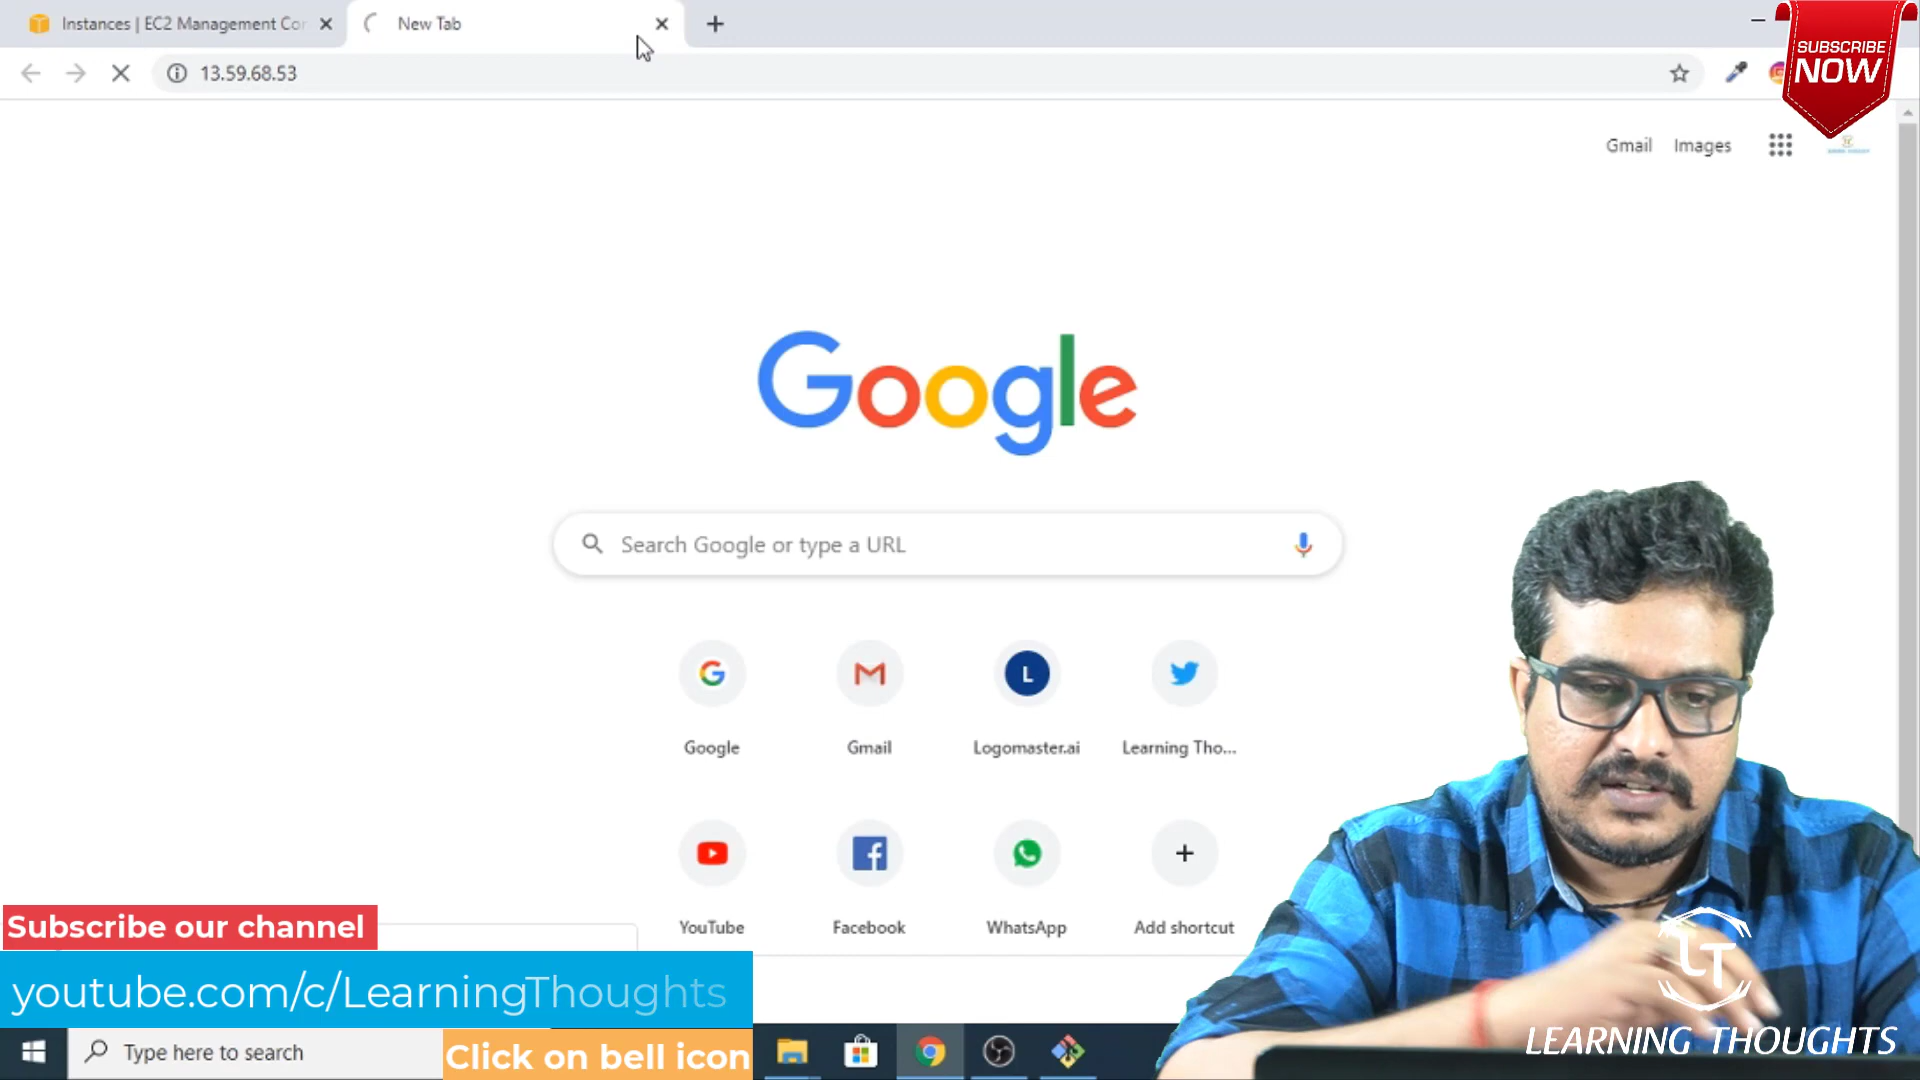 Instances | EC2 Management Cor
New Tab
13.59.68.53
SUBSCRIBE
NOW
Gmail
Images
Google
Search Google or type a URL
Google
Gmail
L
Logomaster.ai
Learning Tho...
YouTube
Facebook
WhatsApp
Add shortcut
Subscribe our channel
youtube.com/c/LearningThoughts
Click on bell icon
Type here to search
LT
LEARNING THOUGHTS